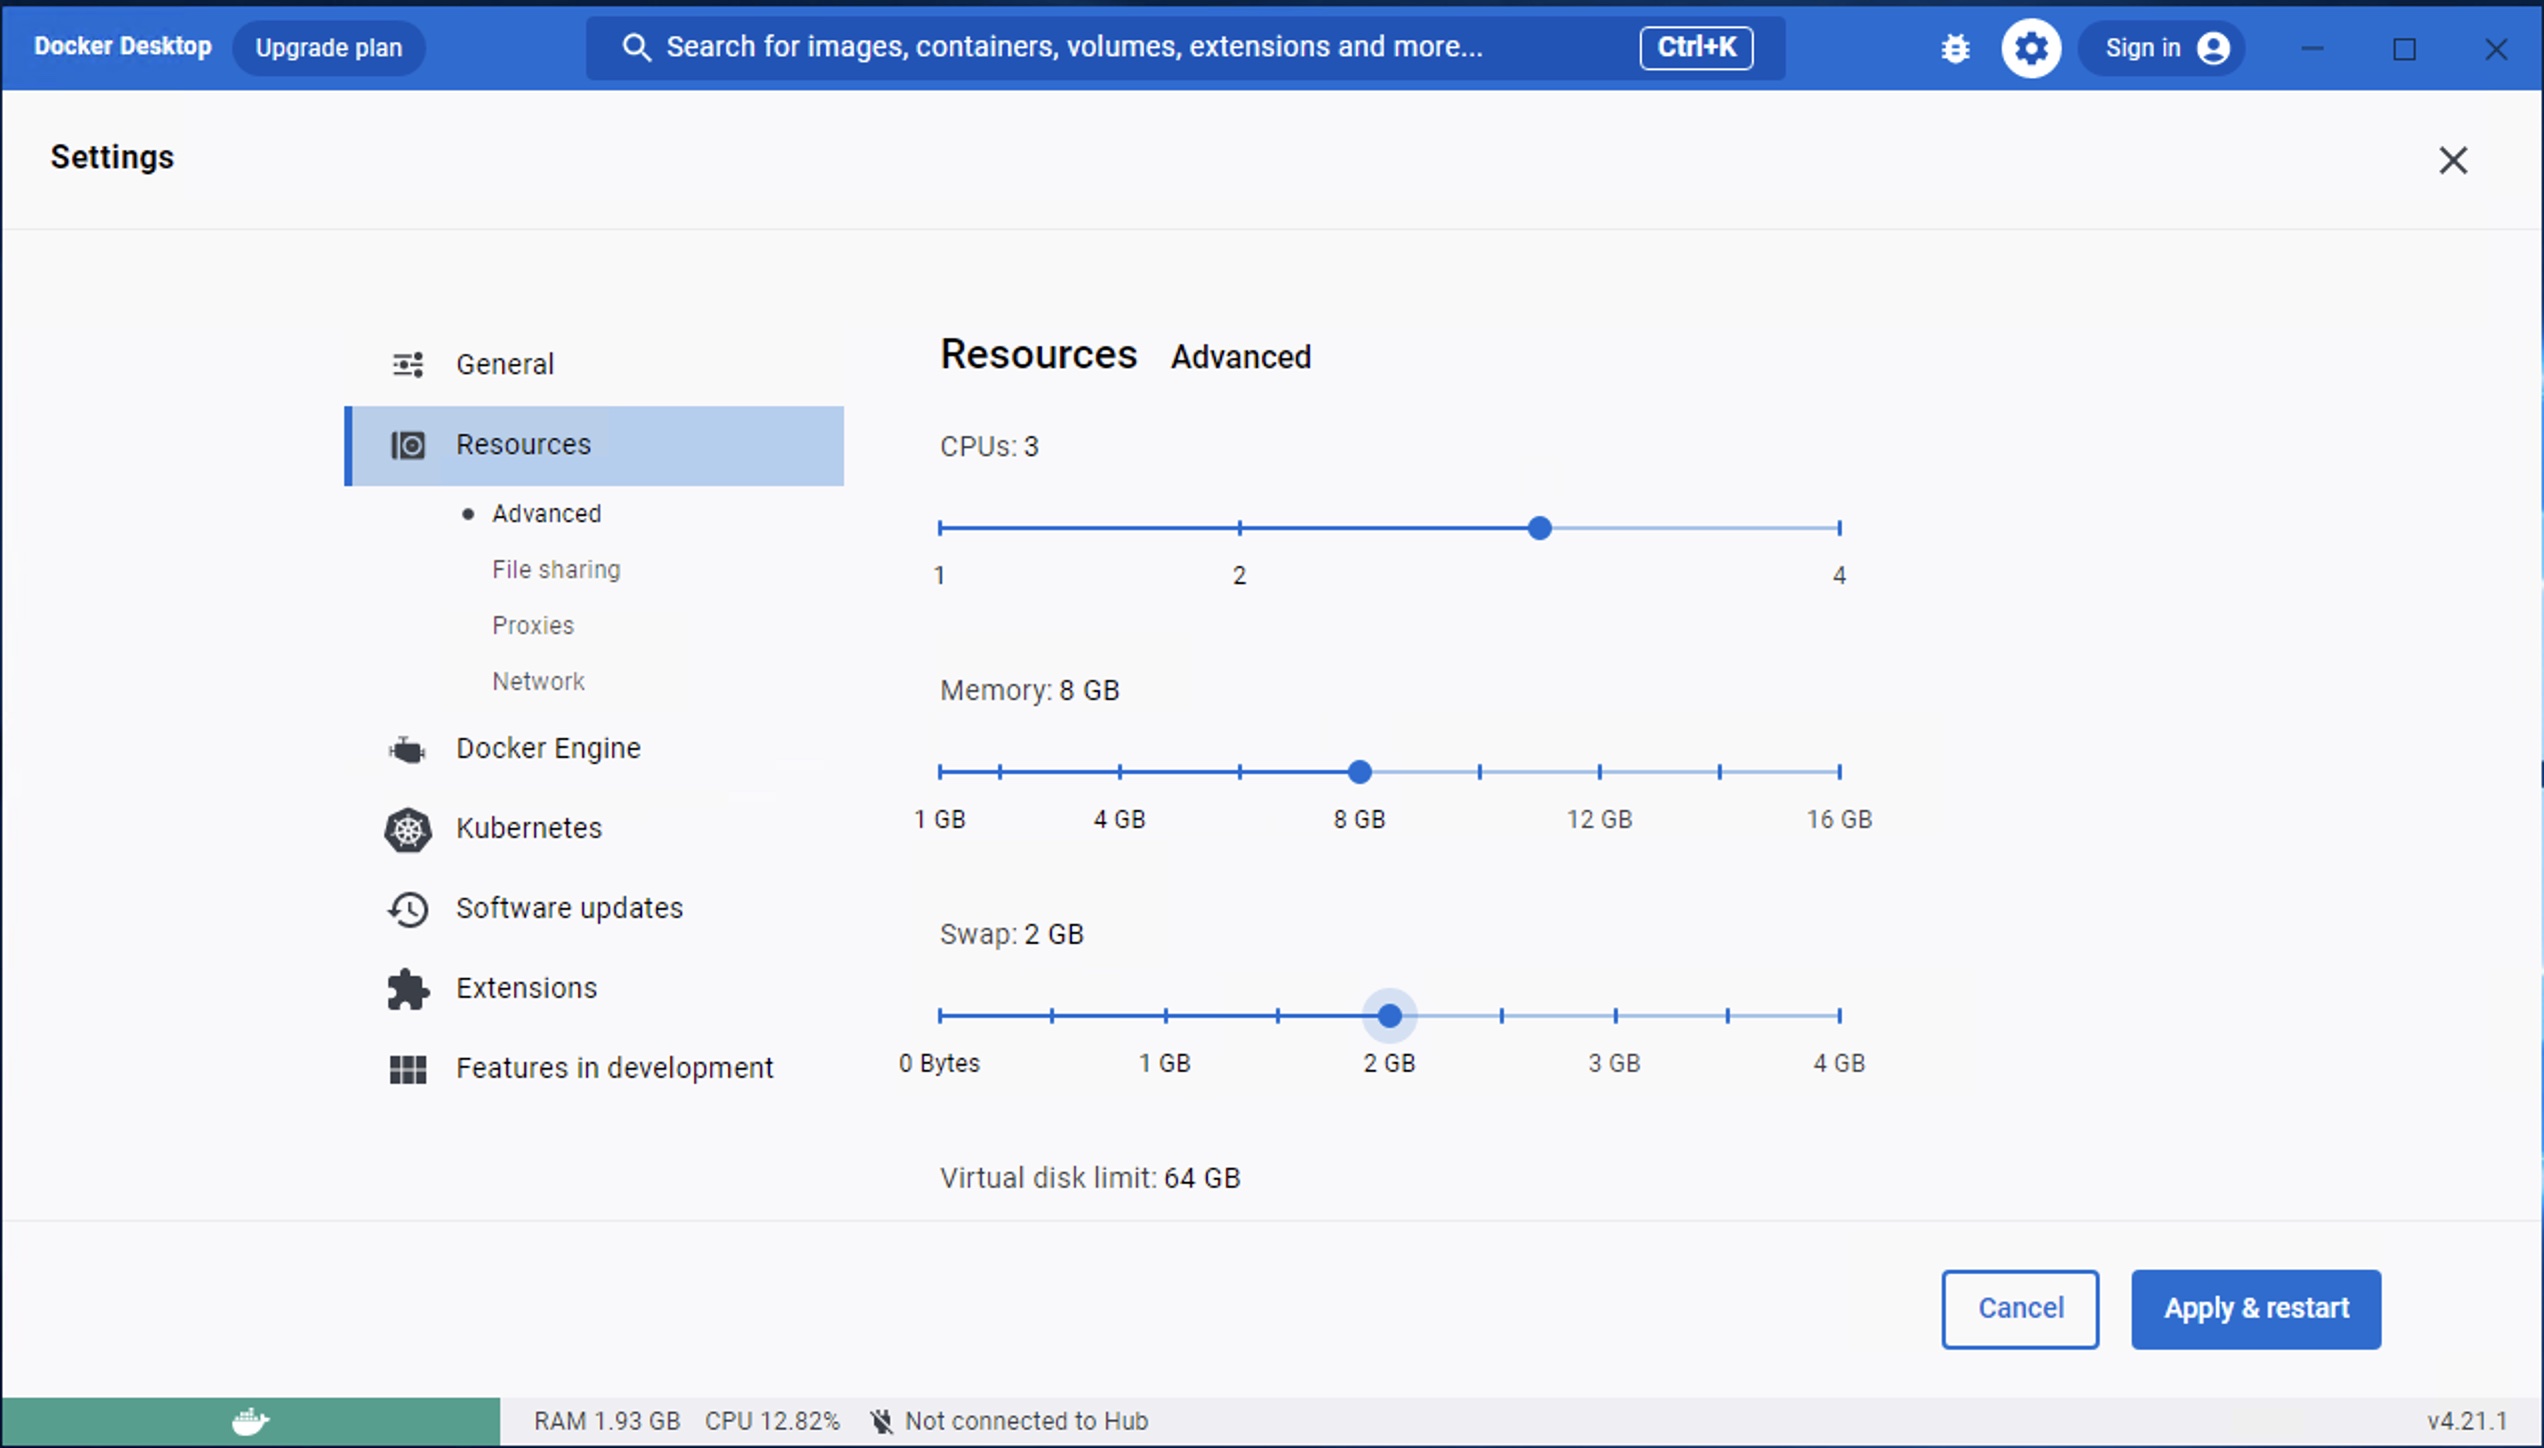 Docker Desktop Upgrade plan Search for images, containers, volumes, extensions and more... Ctrl+K Sign in
Settings
General
Resources
Advanced
File sharing
Proxies
Network
Docker Engine
Kubernetes
Software updates
Extensions
Features in development
Resources Advanced
CPUs: 3
1 2 4
Memory: 8 GB
1 GB 4 GB 8 GB 12 GB 16 GB
Swap: 2 GB
0 Bytes 1 GB 2 GB 3 GB 4 GB
Virtual disk limit: 64 GB
Cancel Apply & restart
RAM 1.93 GB CPU 12.82% Not connected to Hub v4.21.1